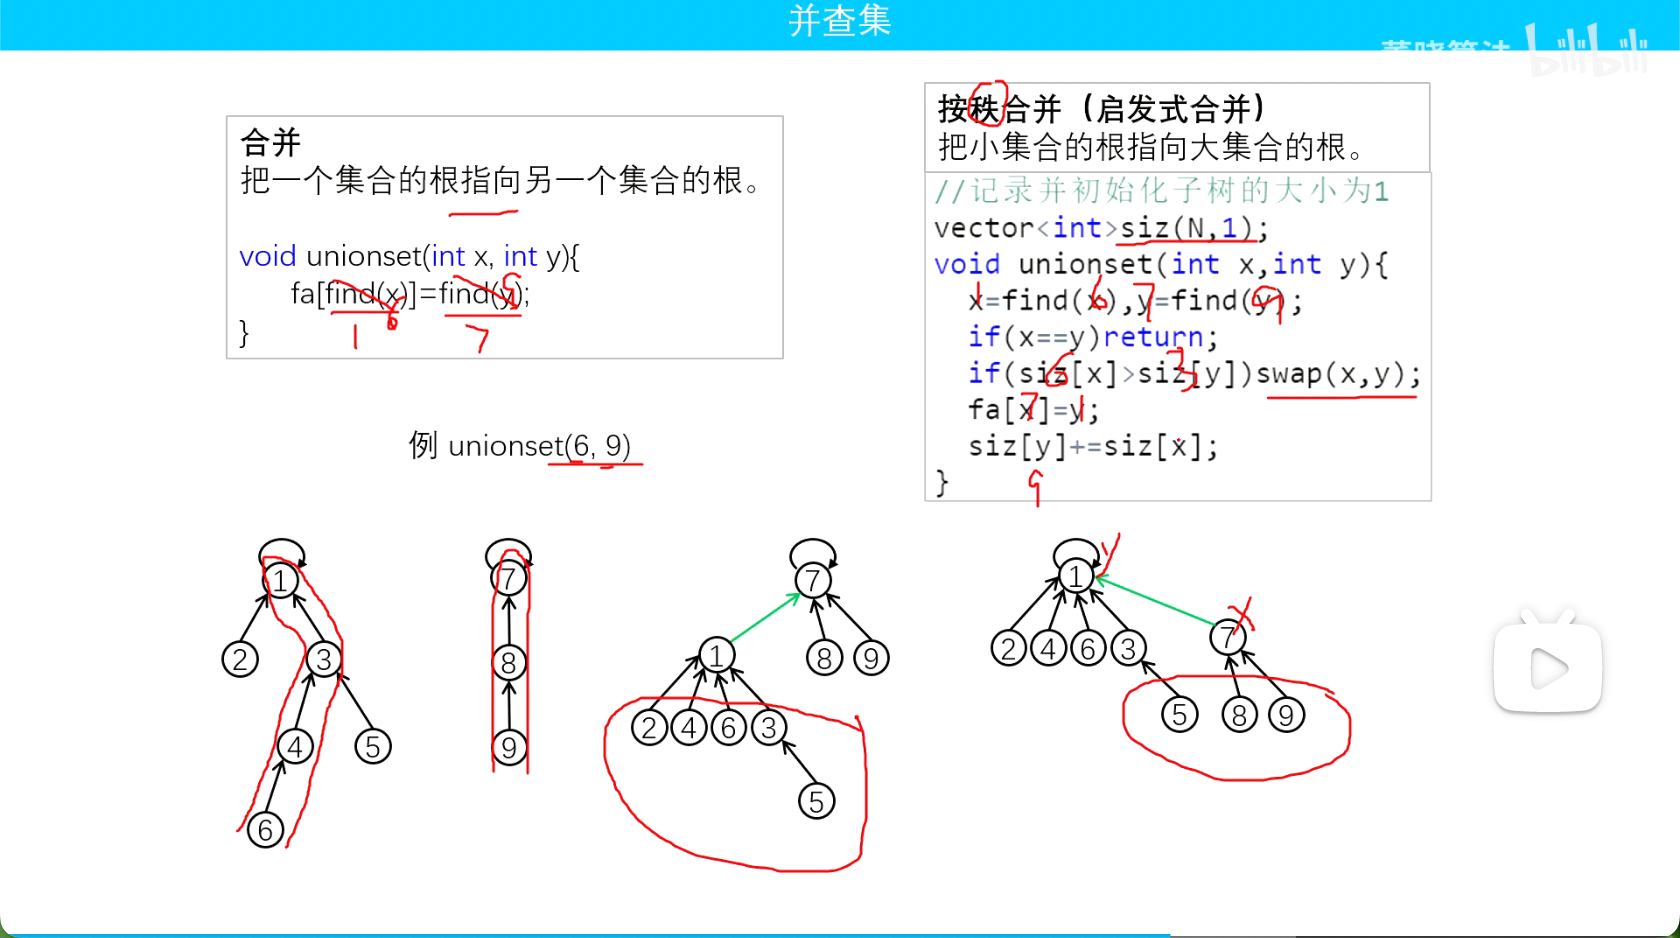 并查集
bilibili
合并
把一个集合的根指向另一个集合的根。
void unionset(int x, int y){
fa[find(x)]=find(y);
}
6
9
1
7
例 unionset(6, 9)
按秩合并（启发式合并）
把小集合的根指向大集合的根。
//记录并初始化子树的大小为1
vector<int>siz(N,1);
void unionset(int x,int y){
x=find(x),y=find(y);
if(x==y)return;
if(siz[x]>siz[y])swap(x,y);
fa[x]=y;
siz[y]+=siz[x];
}
1 6 7 9
6 3
7 1
9
1
2 3
4 5
6
7
8
9
7
1 8 9
2 4 6 3
5
1 y
7 x
2 4 6 3
5 8 9